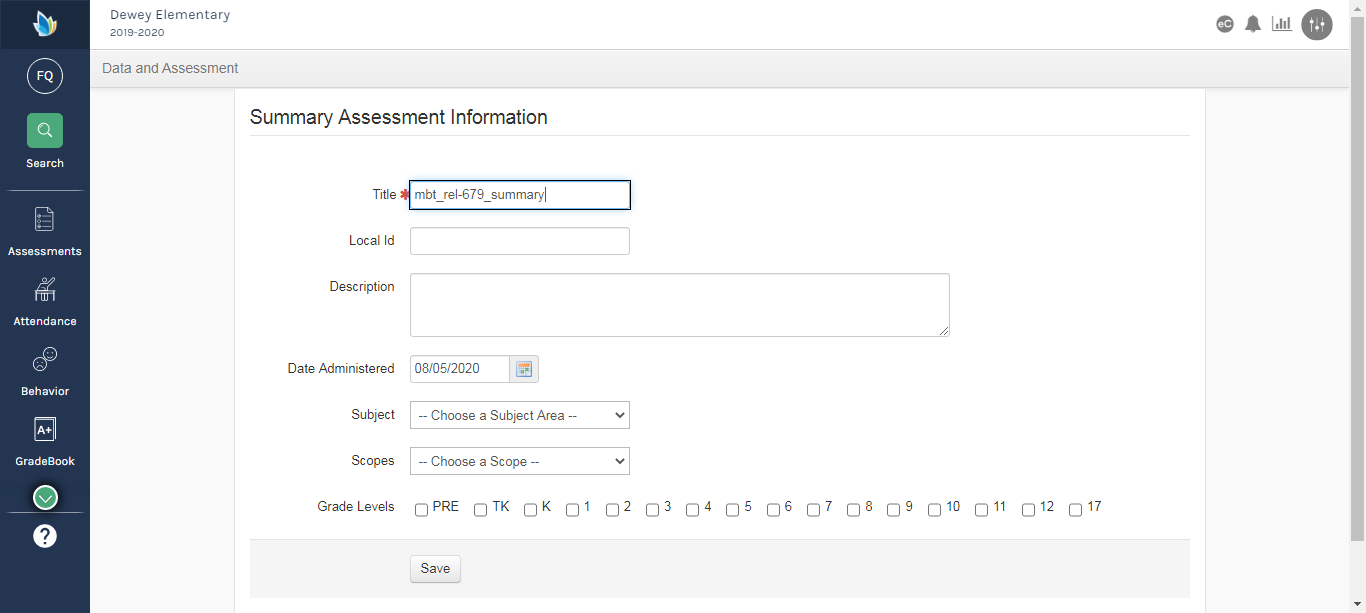 Dewey Elementary
2019-2020
eC
FQ
Data and Assessment
Search
Assessments
Attendance
Behavior
A+
GradeBook
?
Summary Assessment Information
Title * mbt_rel-679_summary
Local Id
Description
Date Administered 08/05/2020
Subject -- Choose a Subject Area --
Scopes -- Choose a Scope --
Grade Levels PRE TK K 1 2 3 4 5 6 7 8 9 10 11 12 17
Save